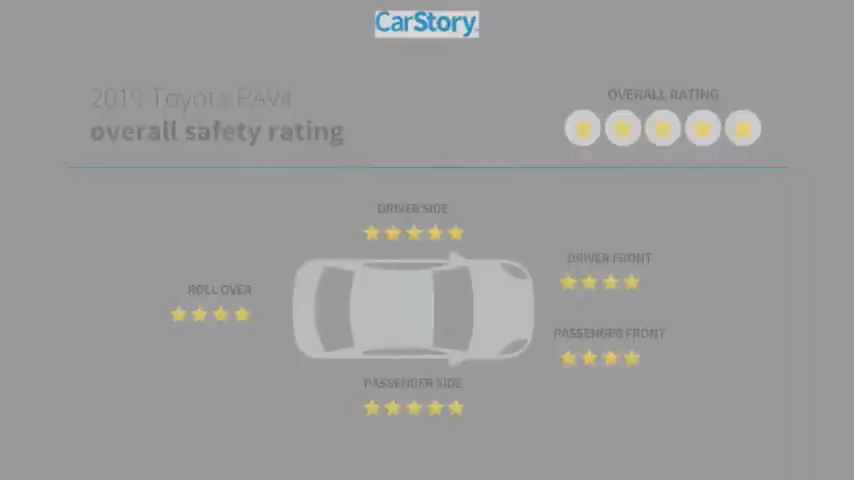 CarStory
2019 Toyota RAV4
overall safety rating
OVERALL RATING
DRIVER SIDE
DRIVER FRONT
ROLL OVER
PASSENGER FRONT
PASSENGER SIDE